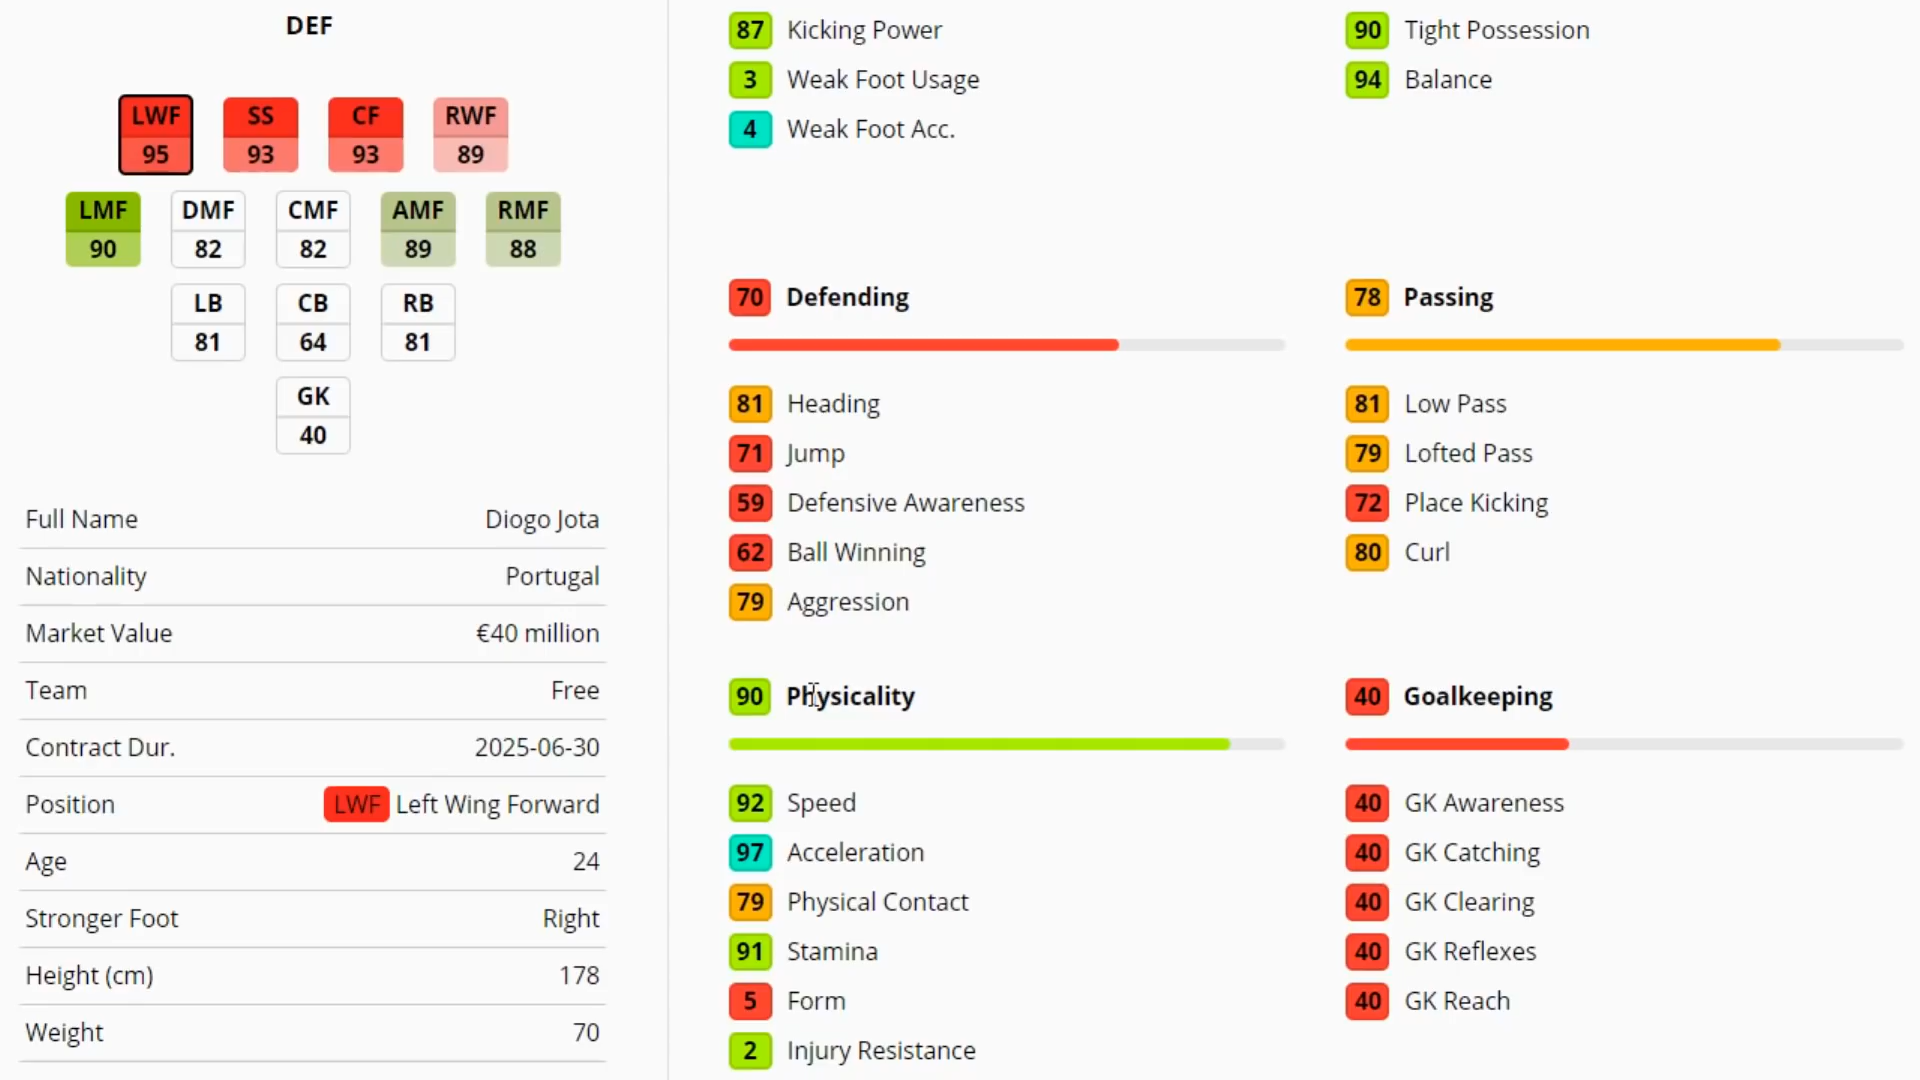 DEF
LWF SS CF RWF
95 93 93 89
LMF DMF CMF AMF RMF
90 82 82 89 88
LB CB RB
81 64 81
GK
40
Full Name Diogo Jota
Nationality Portugal
Market Value €40 million
Team Free
Contract Dur. 2025-06-30
Position LWF Left Wing Forward
Age 24
Stronger Foot Right
Height (cm) 178
Weight 70
87 Kicking Power
3 Weak Foot Usage
4 Weak Foot Acc.
90 Tight Possession
94 Balance
70 Defending
81 Heading
71 Jump
59 Defensive Awareness
62 Ball Winning
79 Aggression
78 Passing
81 Low Pass
79 Lofted Pass
72 Place Kicking
80 Curl
90 Physicality
92 Speed
97 Acceleration
79 Physical Contact
91 Stamina
5 Form
2 Injury Resistance
40 Goalkeeping
40 GK Awareness
40 GK Catching
40 GK Clearing
40 GK Reflexes
40 GK Reach